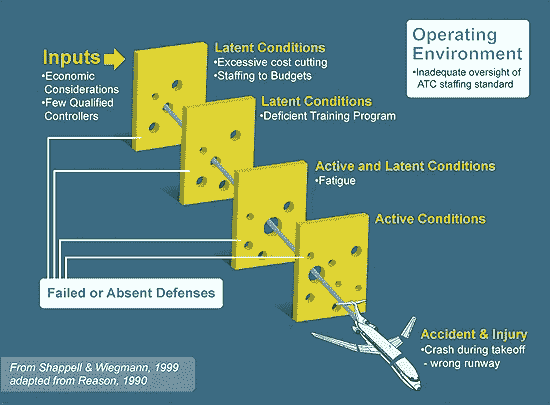 Inputs
•Economic
Considerations
•Few Qualified
Controllers
Latent Conditions
•Excessive cost cutting
•Staffing to Budgets
Operating
Environment
•Inadequate oversight of
ATC staffing standard
Latent Conditions
•Deficient Training Program
Active and Latent Conditions
•Fatigue
Active Conditions
Failed or Absent Defenses
Accident & Injury
•Crash during takeoff
- wrong runway
From Shappell & Wiegmann, 1999
adapted from Reason, 1990